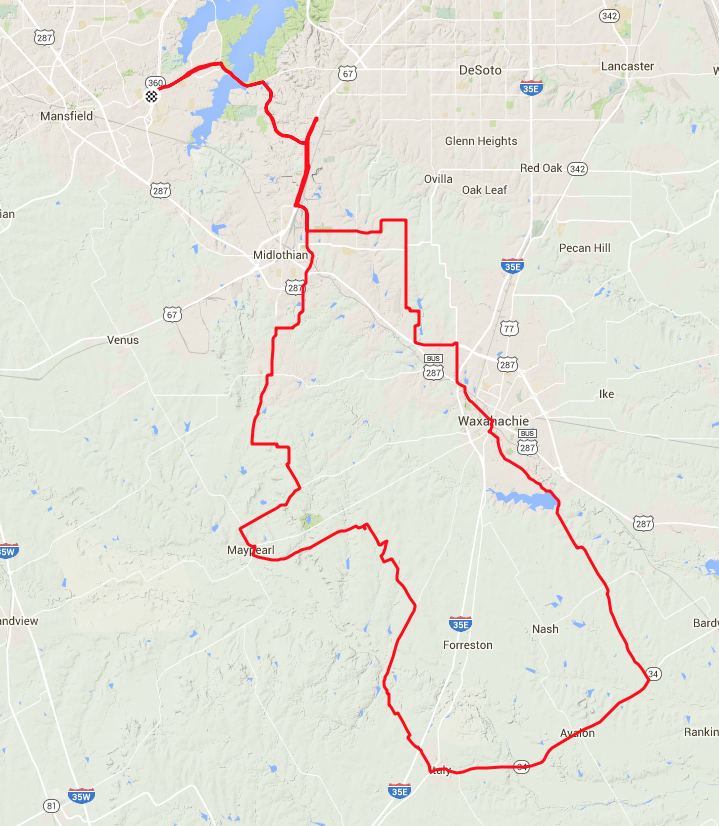 342
287
67
DeSoto
Lancaster
360
35E
Mansfield
Glenn Heights
Red Oak
342
Ovilla
Oak Leaf
287
Pecan Hill
Midlothian
35E
287
67
77
Venus
BUS
287
287
Ike
Waxahachie
BUS
287
287
35W
Maypearl
35E
Nash
Forreston
34
Avalon
Italy
34
35E
35W
81